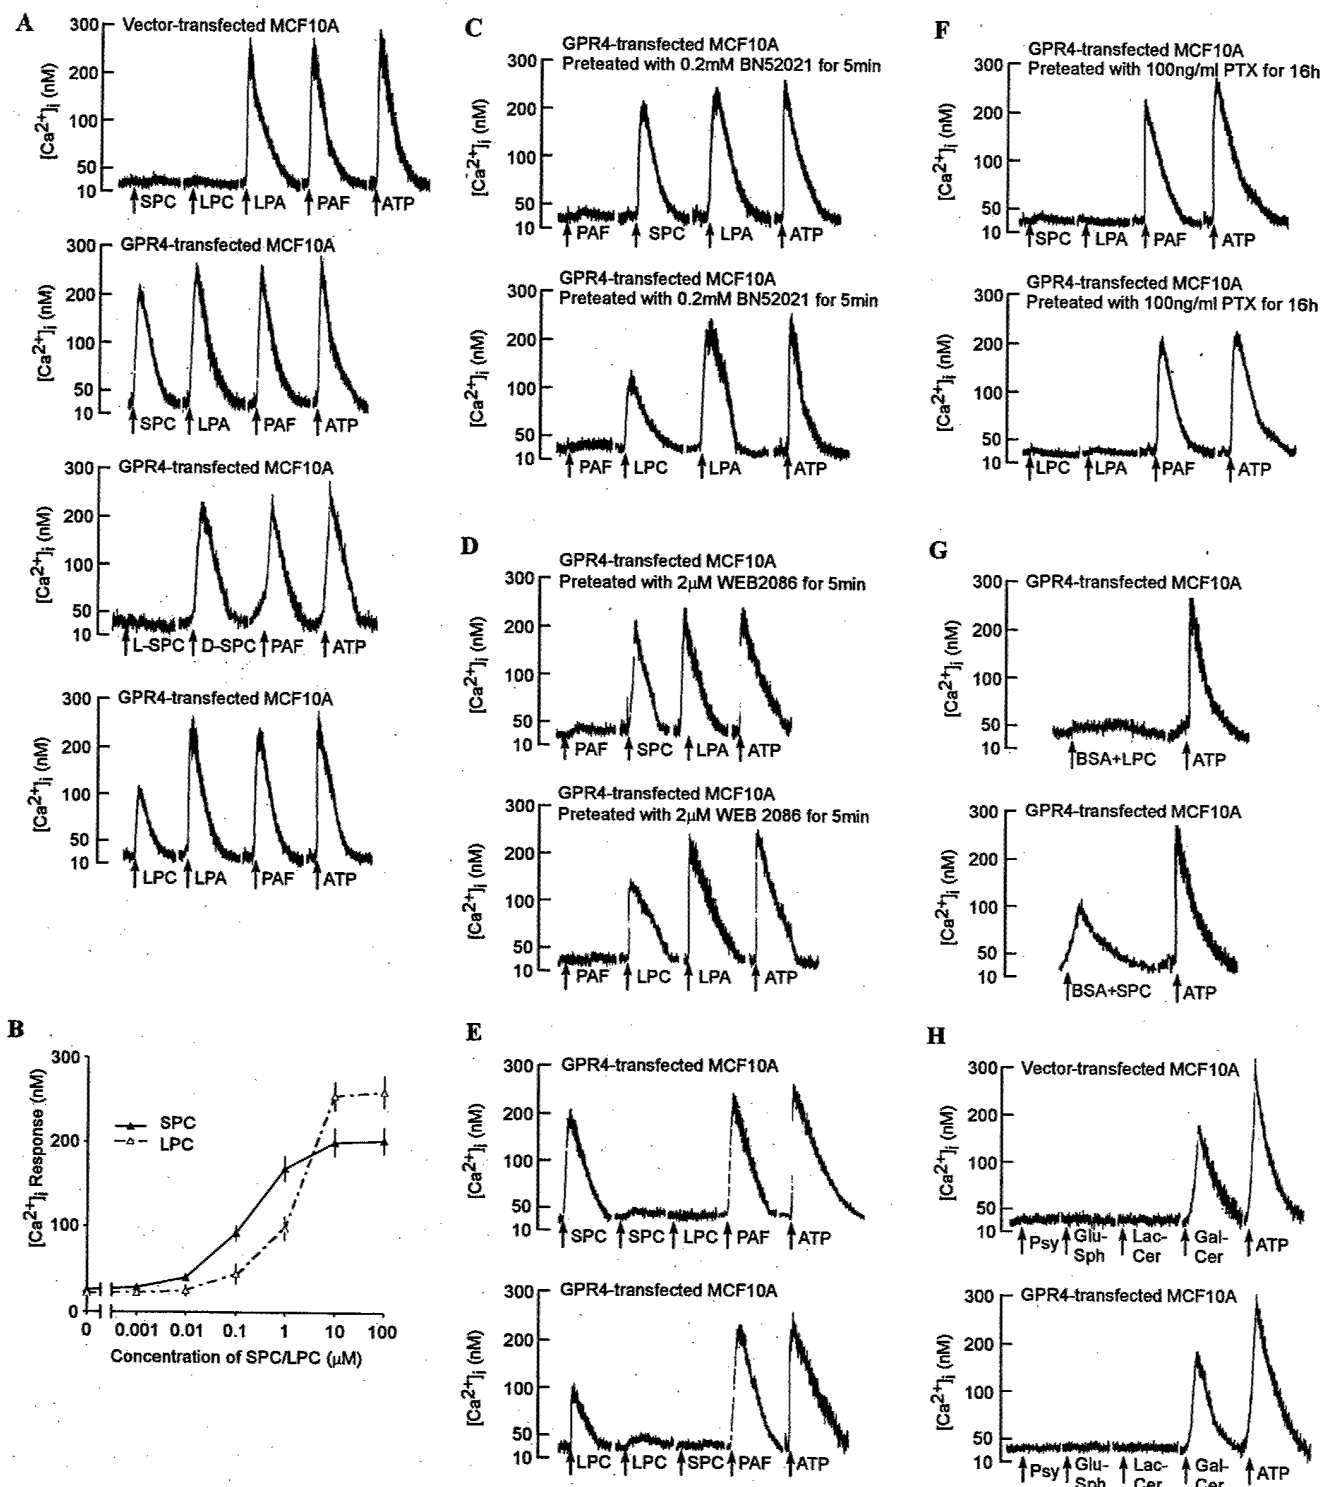 A
Vector-transfected MCF10A
300
200
100
50
10
[Ca2+]i (nM)
SPC LPC LPA PAF ATP
GPR4-transfected MCF10A
300
200
100
50
10
[Ca2+]i (nM)
SPC LPA PAF ATP
GPR4-transfected MCF10A
300
200
100
50
10
[Ca2+]i (nM)
L-SPC D-SPC PAF ATP
GPR4-transfected MCF10A
300
200
100
50
10
[Ca2+]i (nM)
LPC LPA PAF ATP
B
300
200
100
0
[Ca2+]i Response (nM)
SPC
LPC
0 0.001 0.01 0.1 1 10 100
Concentration of SPC/LPC (μM)
C
GPR4-transfected MCF10A
Pretreated with 0.2mM BN52021 for 5min
300
200
100
50
10
[Ca2+]i (nM)
PAF SPC LPA ATP
GPR4-transfected MCF10A
Pretreated with 0.2mM BN52021 for 5min
300
200
100
50
10
[Ca2+]i (nM)
PAF LPC LPA ATP
D
GPR4-transfected MCF10A
Pretreated with 2μM WEB2086 for 5min
300
200
100
50
10
[Ca2+]i (nM)
PAF SPC LPA ATP
GPR4-transfected MCF10A
Pretreated with 2μM WEB 2086 for 5min
300
200
100
50
10
[Ca2+]i (nM)
PAF LPC LPA ATP
E
GPR4-transfected MCF10A
300
200
100
50
10
[Ca2+]i (nM)
SPC SPC LPC PAF ATP
GPR4-transfected MCF10A
300
200
100
50
10
[Ca2+]i (nM)
LPC LPC SPC PAF ATP
F
GPR4-transfected MCF10A
Pretreated with 100ng/ml PTX for 16h
300
200
100
50
10
[Ca2+]i (nM)
SPC LPA PAF ATP
GPR4-transfected MCF10A
Pretreated with 100ng/ml PTX for 16h
300
200
100
50
10
[Ca2+]i (nM)
LPC LPA PAF ATP
G
GPR4-transfected MCF10A
300
200
100
50
10
[Ca2+]i (nM)
BSA+LPC ATP
GPR4-transfected MCF10A
300
200
100
50
10
[Ca2+]i (nM)
BSA+SPC ATP
H
Vector-transfected MCF10A
300
200
100
50
10
[Ca2+]i (nM)
Psy Glu- Lac- Gal- ATP
Sph Cer Cer
GPR4-transfected MCF10A
300
200
100
50
10
[Ca2+]i (nM)
Psy Glu- Lac- Gal- ATP
Sph Cer Cer